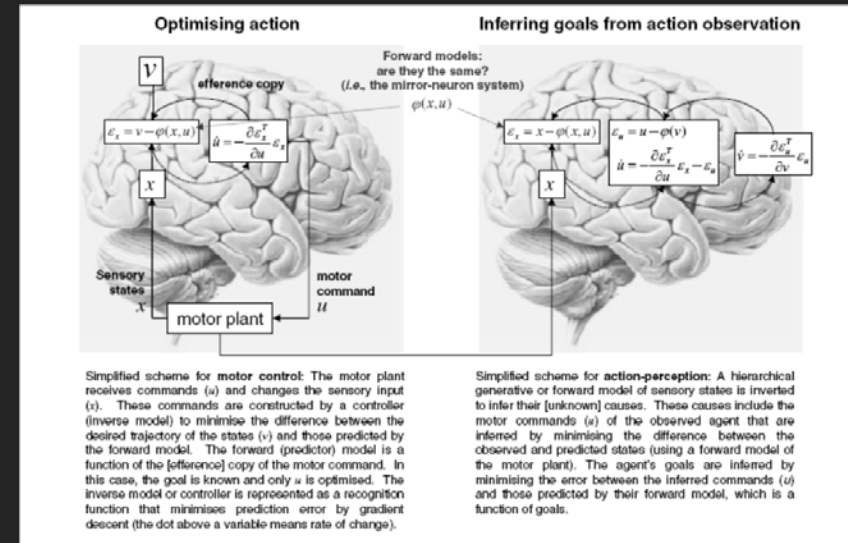 Optimising action
Inferring goals from action observation
Forward models:
are they the same?
(i.e., the mirror-neuron system)
φ(x,u)
v
efference copy
εₓ = v−φ(x,u)
u̇ = −∂εₓᵀ/∂u εₓ
x
Sensory
states
x
motor
command
u
motor plant
εₓ = x−φ(x,u)
εᵤ = u−φ(v)
u̇ = −∂εₓᵀ/∂u εₓ − εᵤ
v̇ = −∂εᵤᵀ/∂v εᵤ
x
Simplified scheme for motor control: The motor plant
receives commands (u) and changes the sensory input
(x). These commands are constructed by a controller
(inverse model) to minimise the difference between the
desired trajectory of the states (v) and those predicted by
the forward model. The forward (predictor) model is a
function of the [efference] copy of the motor command. In
this case, the goal is known and only u is optimised. The
inverse model or controller is represented as a recognition
function that minimises prediction error by gradient
descent (the dot above a variable means rate of change).
Simplified scheme for action-perception: A hierarchical
generative or forward model of sensory states is inverted
to infer their [unknown] causes. These causes include the
motor commands (u) of the observed agent that are
inferred by minimising the difference between the
observed and predicted states (using a forward model of
the motor plant). The agent's goals are inferred by
minimising the error between the inferred commands (u)
and those predicted by their forward model, which is a
function of goals.